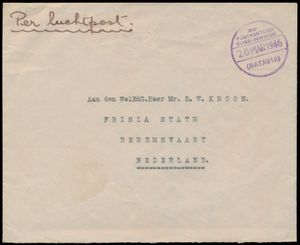 Per luchtpost.
20 MAR 1946
(BATAVIA)
Aan den WelEdG.Heer Mr. E. W. KROON.
FRISIA STATE
DEDEMSVAART
NEDERLAND.